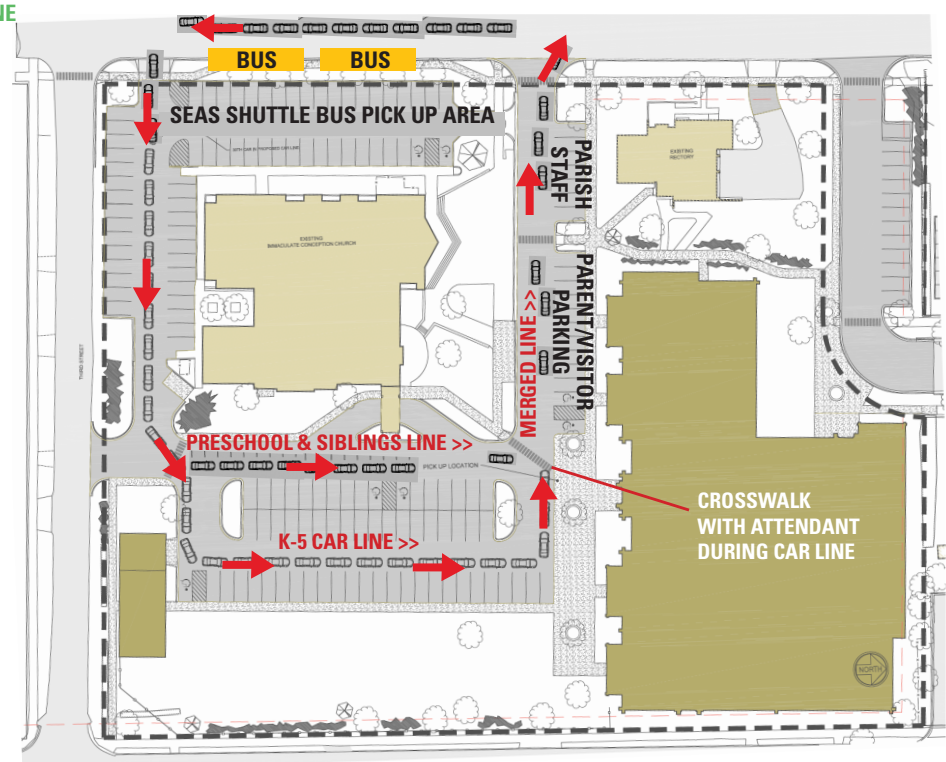 NE
BUS
BUS
SEAS SHUTTLE BUS PICK UP AREA
PARISH
STAFF
EXISTING
RECTORY
EXISTING
IMMACULATE CONCEPTION CHURCH
PARENT/VISITOR
PARKING
MERGED LINE >>
THIRD STREET
PRESCHOOL & SIBLINGS LINE >>
PICK UP LOCATION
CROSSWALK
WITH ATTENDANT
DURING CAR LINE
K-5 CAR LINE >>
NORTH